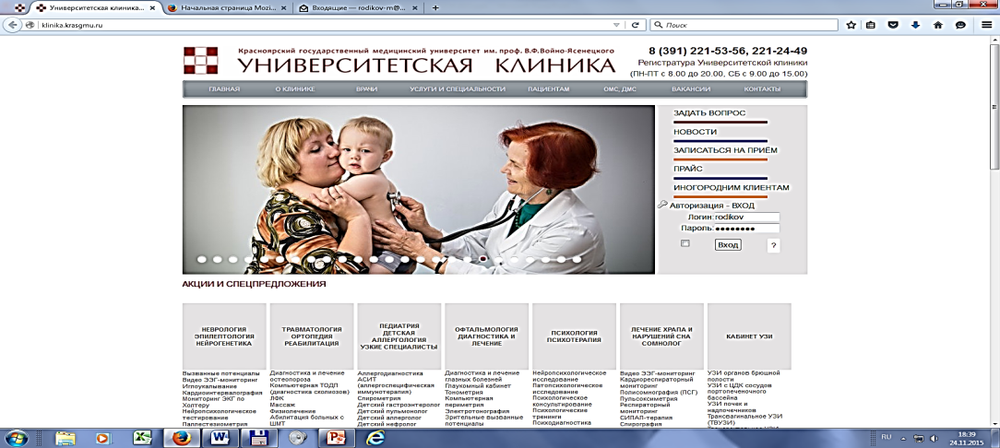 Университетская клиника...
Начальная страница Mozi...
Входящие — rodikov-m@...
klinika.krasgmu.ru
Поиск
Красноярский государственный медицинский университет им. проф. В.Ф.Войно-Ясенецкого
УНИВЕРСИТЕТСКАЯ КЛИНИКА
8 (391) 221-53-56, 221-24-49
Регистратура Университетской клиники
(ПН-ПТ с 8.00 до 20.00, СБ с 9.00 до 15.00)
ГЛАВНАЯ О КЛИНИКЕ ВРАЧИ УСЛУГИ И СПЕЦИАЛЬНОСТИ ПАЦИЕНТАМ ОМС, ДМС ВАКАНСИИ КОНТАКТЫ
ЗАДАТЬ ВОПРОС
НОВОСТИ
ЗАПИСАТЬСЯ НА ПРИЁМ
ПРАЙС
ИНОГОРОДНИМ КЛИЕНТАМ
Авторизация - ВХОД
Логин: rodikov
Пароль: ●●●●●●●●
Вход ?
АКЦИИ И СПЕЦПРЕДЛОЖЕНИЯ
НЕВРОЛОГИЯ
ЭПИЛЕПТОЛОГИЯ
НЕЙРОГЕНЕТИКА
Вызванные потенциалы
Видео ЭЭГ-мониторинг
Иглоукалывание
Кардиоинтервалография
Мониторинг ЭКГ по
Холтеру
Нейропсихологическое
тестирование
Паллестезиометрия
ТРАВМАТОЛОГИЯ
ОРТОПЕДИЯ
РЕАБИЛИТАЦИЯ
Диагностика и лечение
остеопороза
Компьютерная ТОДП
(диагностика сколиозов)
ЛФК
Массаж
Физиолечение
Абилитация больных с
ШМТ
ПЕДИАТРИЯ
ДЕТСКАЯ
АЛЛЕРГОЛОГИЯ
УЗКИЕ СПЕЦИАЛИСТЫ
Аллергодиагностика
АСИТ
(аллергоспецифическая
иммунотерапия)
Спирометрия
Детский гастроэнтеролог
Детский пульмонолог
Детский аллерголог
Детский нефролог
ОФТАЛЬМОЛОГИЯ
ДИАГНОСТИКА И
ЛЕЧЕНИЕ
Диагностика и лечение
глазных болезней
Глаукомный кабинет
Тонометрия
Компьютерная
периметрия
Электротонография
Зрительные вызванные
потенциалы
ПСИХОЛОГИЯ
ПСИХОТЕРАПИЯ
Нейропсихологическое
исследование
Патопсихологическое
исследование
Психологическое
консультирование
Психологические
тренинги
Психодиагностика
ЛЕЧЕНИЕ ХРАПА И
НАРУШЕНИЙ СНА
СОМНОЛОГ
Видео ЭЭГ-мониторинг
Кардиореспираторный
мониторинг
Полисомнография (ПСГ)
Пульсоксиметрия
Респираторный
мониторинг
СИПАП-терапия
Спирография
КАБИНЕТ УЗИ
УЗИ органов брюшной
полости
УЗИ с ЦДК сосудов
портопеченочного
бассейна
УЗИ почек и
надпочечников
Трансвагинальное УЗИ
(ТВУЗИ)
RU
18:39
24.11.2015